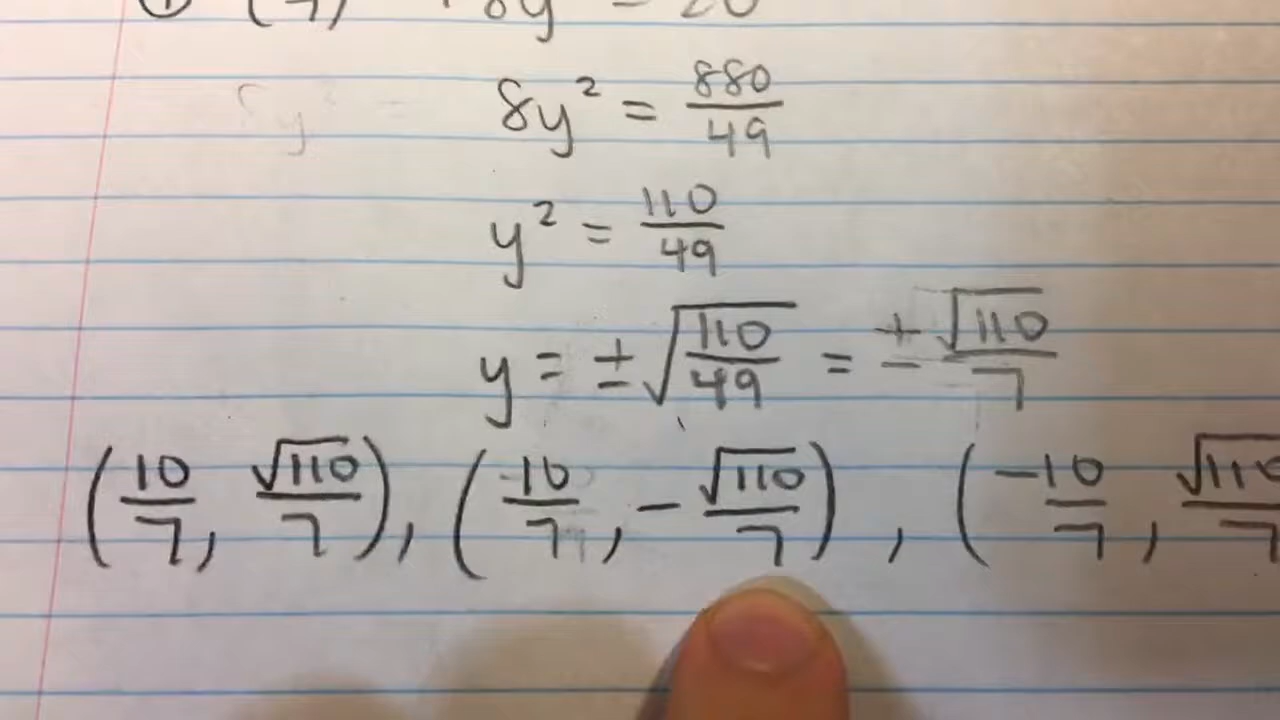 8y² = 880/49
y² = 110/49
y = ±√(110/49) = ±√110/7
(10/7, √110/7), (10/7, -√110/7), (-10/7, √110/7